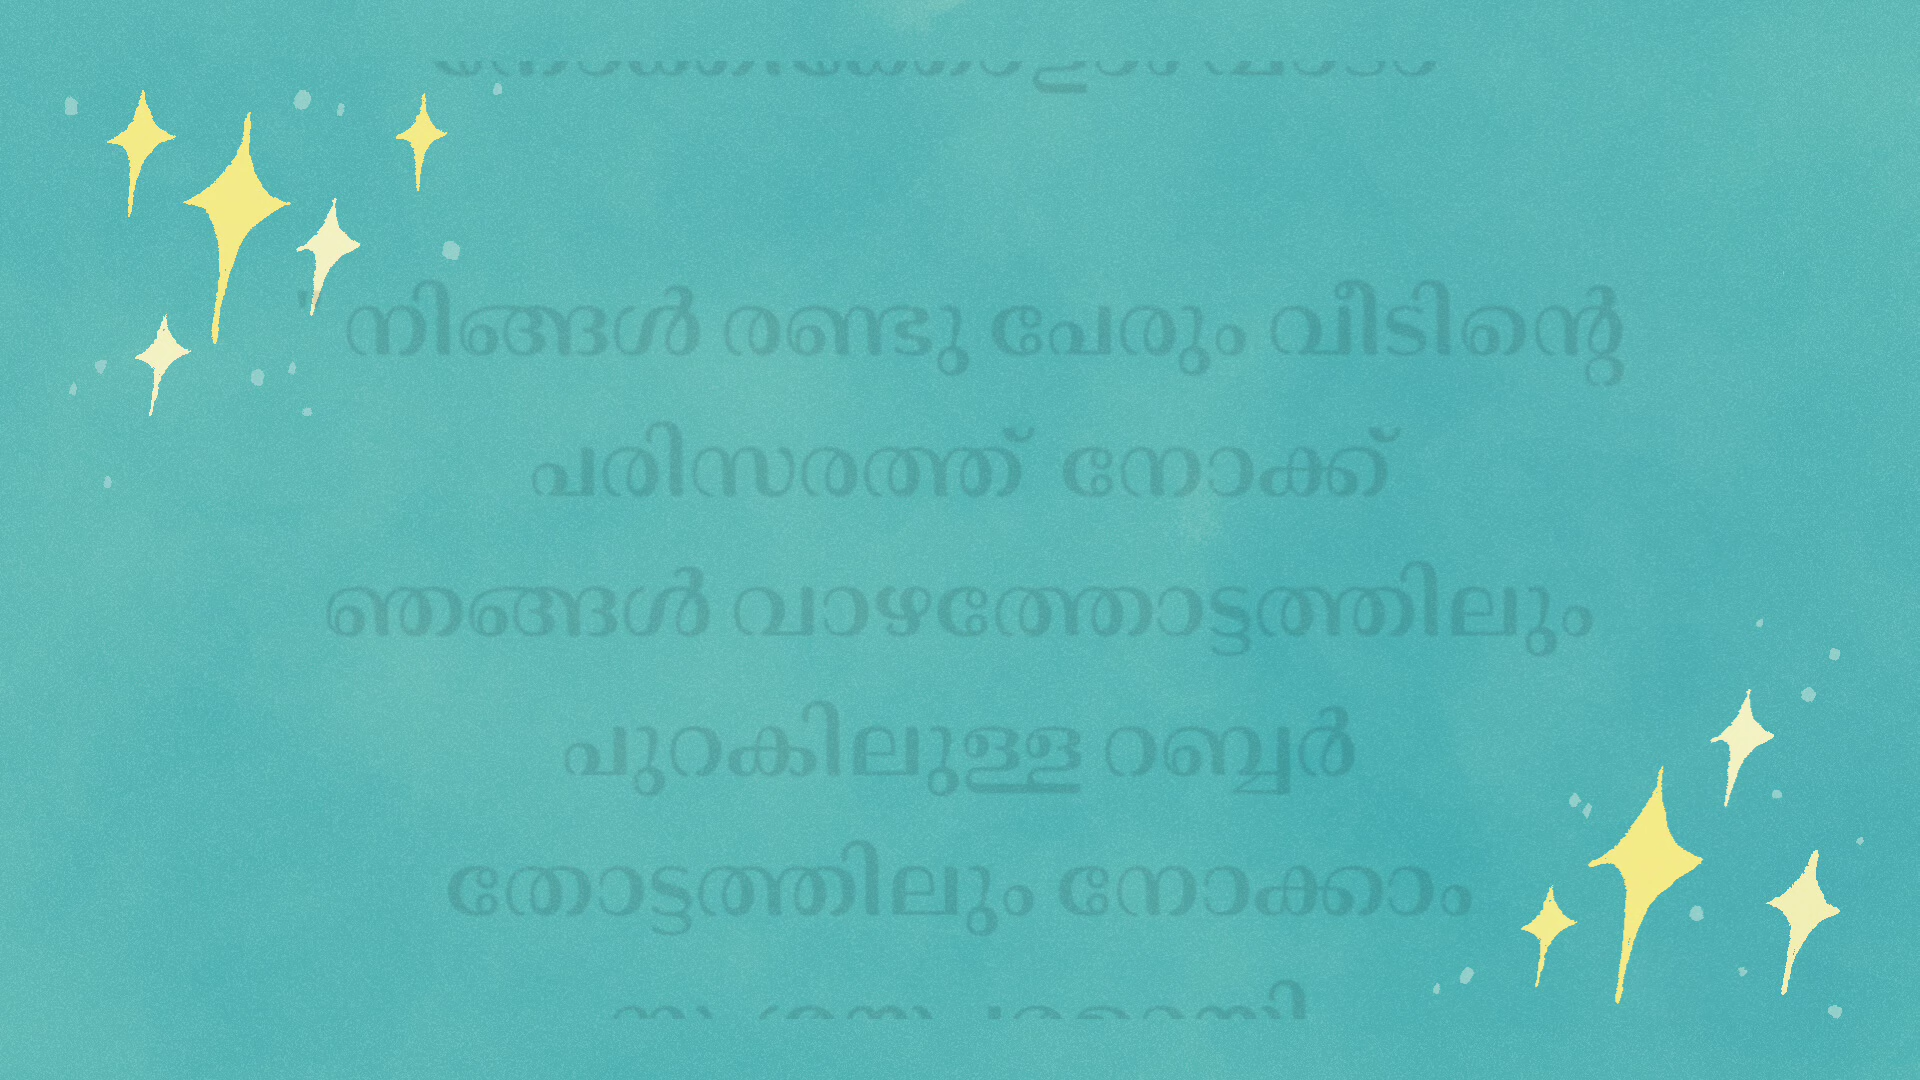 " നിങ്ങൾ രണ്ടു പേരും വീടിന്റെ
പരിസരത്ത് നോക്ക്
ഞങ്ങൾ വാഴത്തോട്ടത്തിലും
പുറകിലുള്ള റബ്ബർ
തോട്ടത്തിലും നോക്കാം